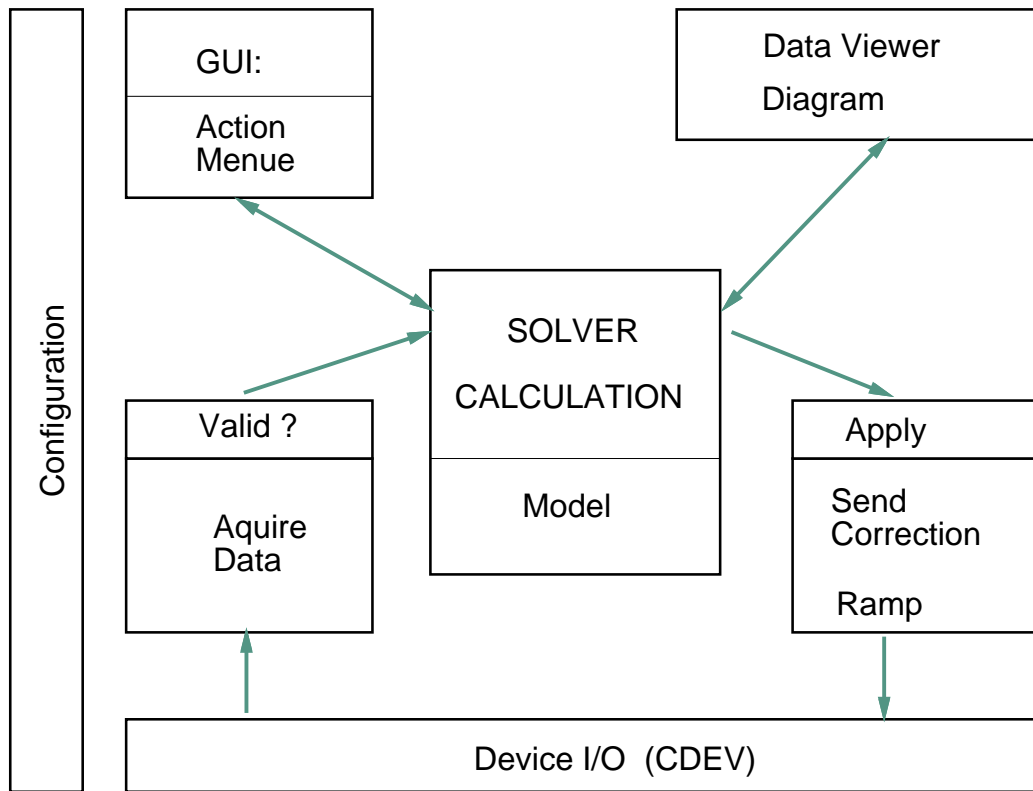 Configuration
GUI:
Action
Menue
Data Viewer
Diagram
SOLVER
CALCULATION
Model
Valid ?
Aquire
Data
Apply
Send
Correction
Ramp
Device I/O (CDEV)